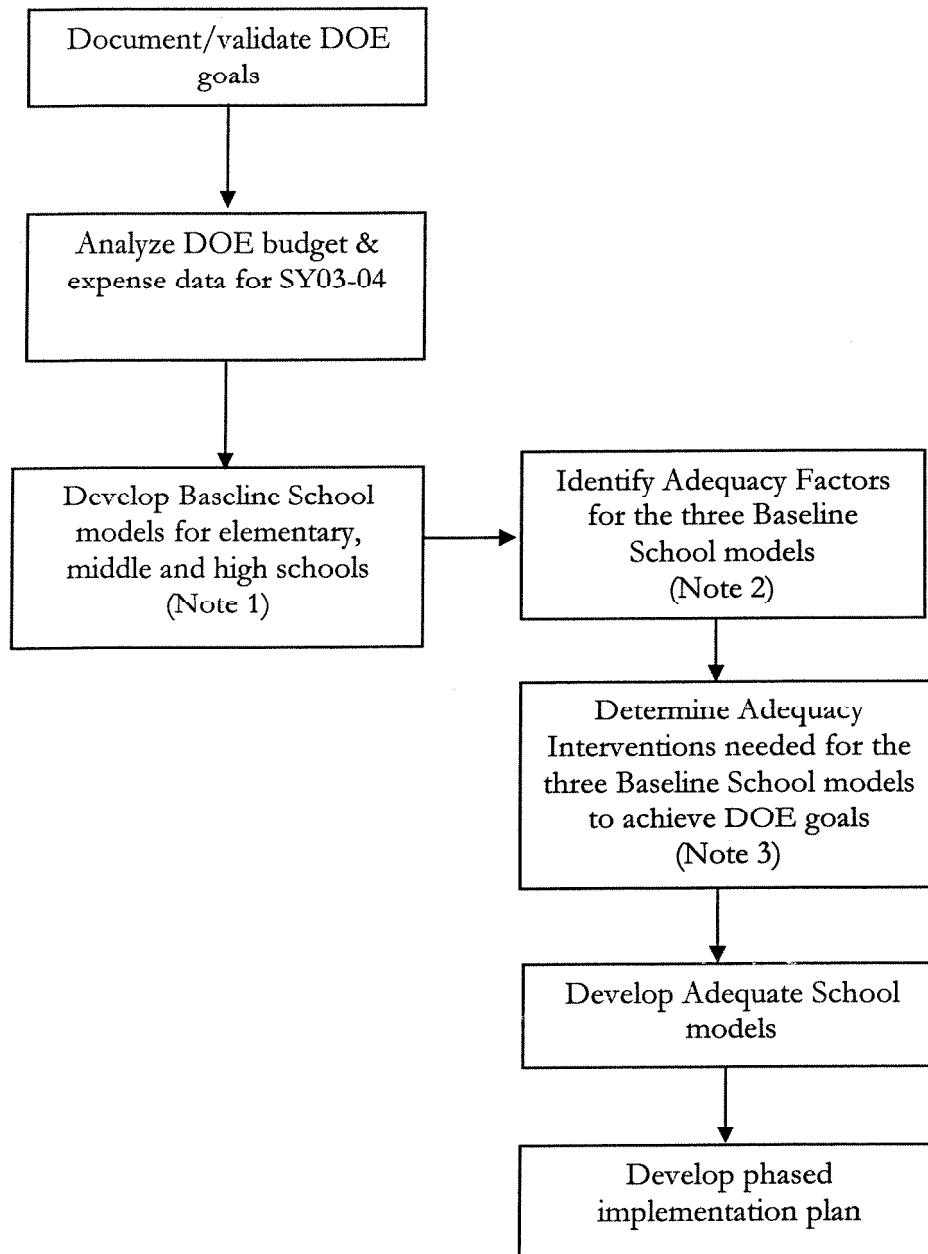 Document/validate DOE
goals
Analyze DOE budget &
expense data for SY03-04
Develop Baseline School
models for elementary,
middle and high schools
(Note 1)
Identify Adequacy Factors
for the three Baseline
School models
(Note 2)
Determine Adequacy
Interventions needed for the
three Baseline School models
to achieve DOE goals
(Note 3)
Develop Adequate School
models
Develop phased
implementation plan